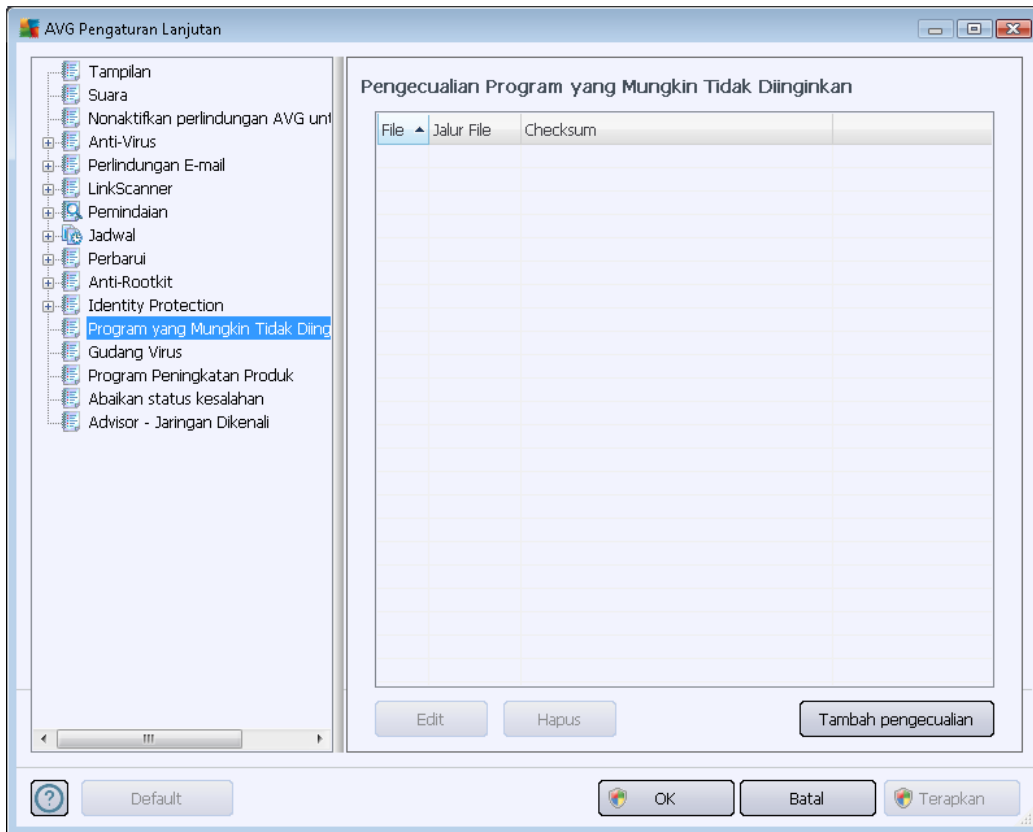 AVG Pengaturan Lanjutan
Tampilan
Suara
Nonaktifkan perlindungan AVG unt
Anti-Virus
Perlindungan E-mail
LinkScanner
Pemindaian
Jadwal
Perbarui
Anti-Rootkit
Identity Protection
Program yang Mungkin Tidak Diing
Gudang Virus
Program Peningkatan Produk
Abaikan status kesalahan
Advisor - Jaringan Dikenali
Pengecualian Program yang Mungkin Tidak Diinginkan
File Jalur File Checksum
Edit Hapus Tambah pengecualian
Default OK Batal Terapkan